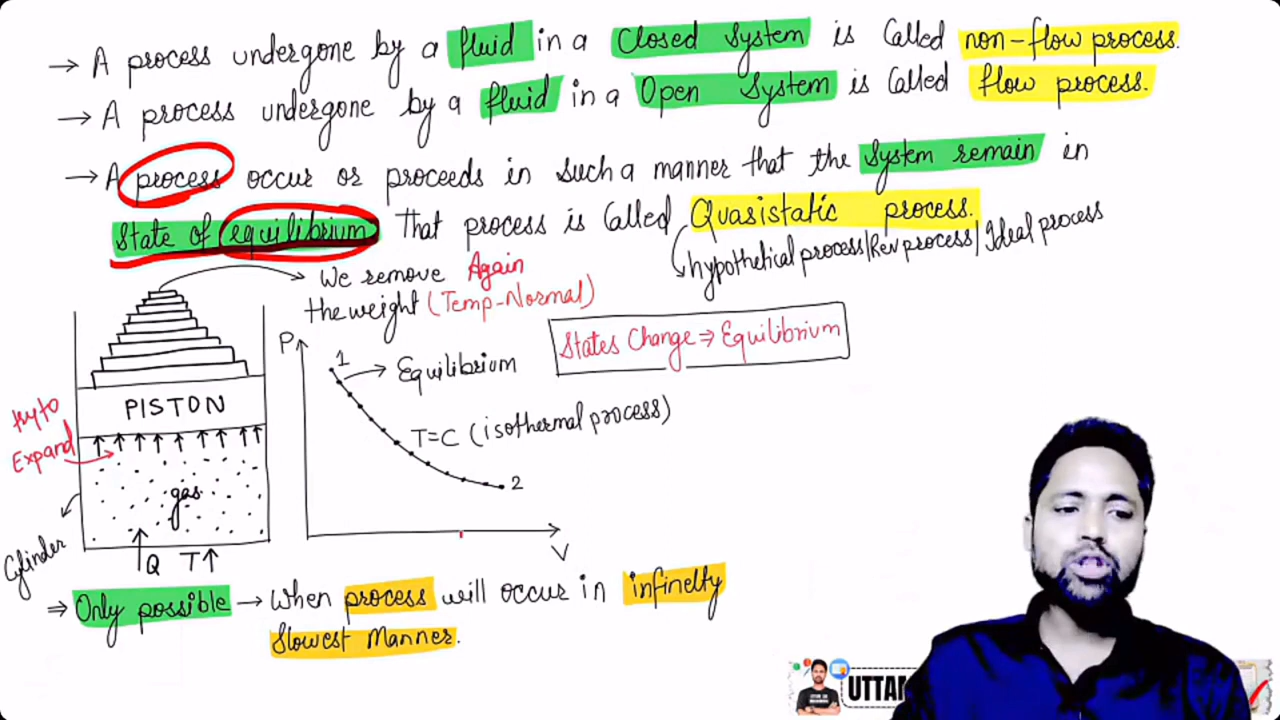 → A process undergone by a fluid in a Closed System is Called non-flow process.
→ A process undergone by a fluid in a Open System is Called flow process.
→ A process occur or proceeds in such a manner that the System remain in
State of equilibrium That process is Called Quasistatic process.
hypothetical process/Rev process/Ideal process
We remove Again
the weight (Temp-Normal)
States Change ⇒ Equilibrium
P
1
Equilibrium
PISTON
try to
Expand
T=C (isothermal process)
2
gas
Cylinder
Q T↑
V
⇒ Only possible → When process will occur in infinelty
Slowest Manner.
UTTAM